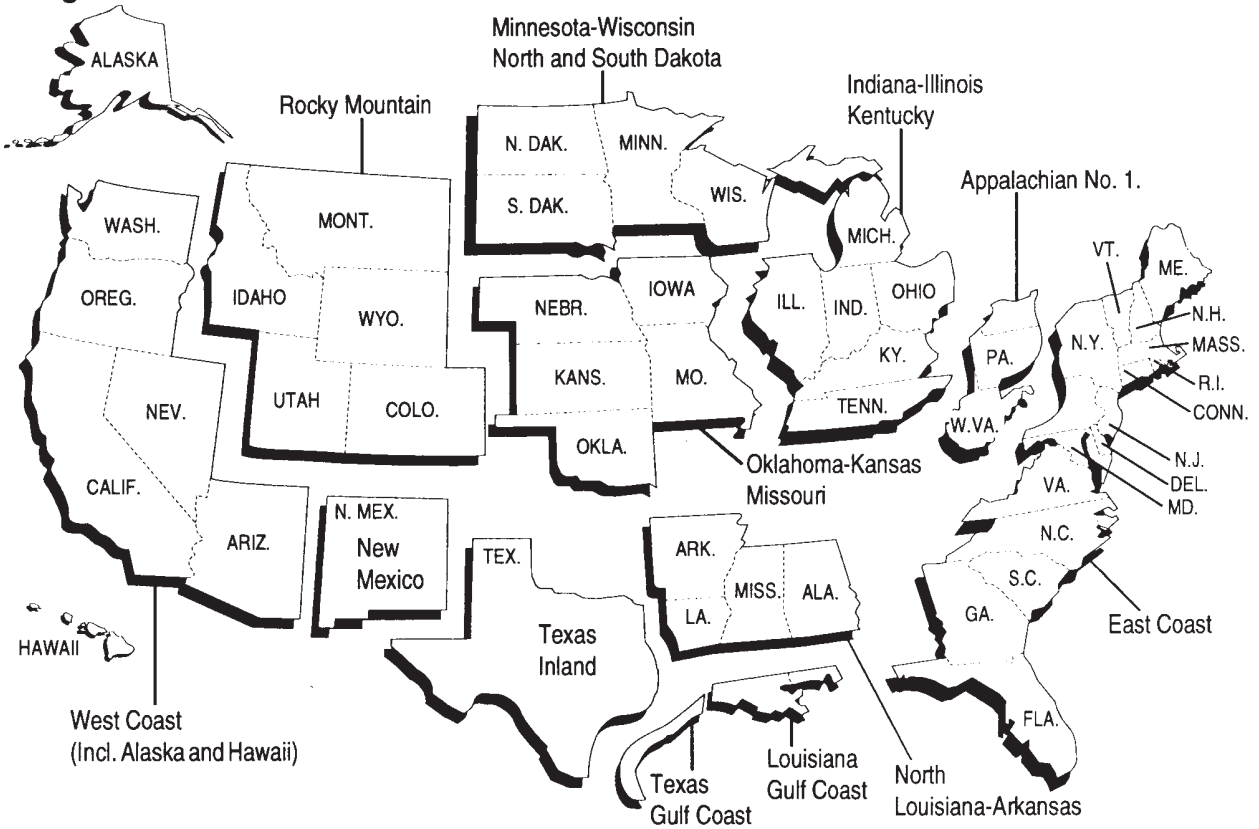 ALASKA
Minnesota-Wisconsin
North and South Dakota
Rocky Mountain
Indiana-Illinois
Kentucky
Appalachian No. 1.
N. DAK.
MINN.
S. DAK.
WIS.
MICH.
WASH.
MONT.
OREG.
IDAHO
WYO.
NEBR.
IOWA
ILL.
IND.
OHIO
VT.
ME.
N.H.
MASS.
R.I.
CONN.
N.Y.
PA.
KY.
NEV.
UTAH
COLO.
KANS.
MO.
TENN.
W.VA.
OKLA.
Oklahoma-Kansas
Missouri
N.J.
DEL.
MD.
VA.
CALIF.
ARIZ.
N. MEX.
New
Mexico
TEX.
Texas
Inland
ARK.
MISS.
ALA.
LA.
N.C.
S.C.
GA.
East Coast
HAWAII
FLA.
West Coast
(Incl. Alaska and Hawaii)
Texas
Gulf Coast
Louisiana
Gulf Coast
North
Louisiana-Arkansas